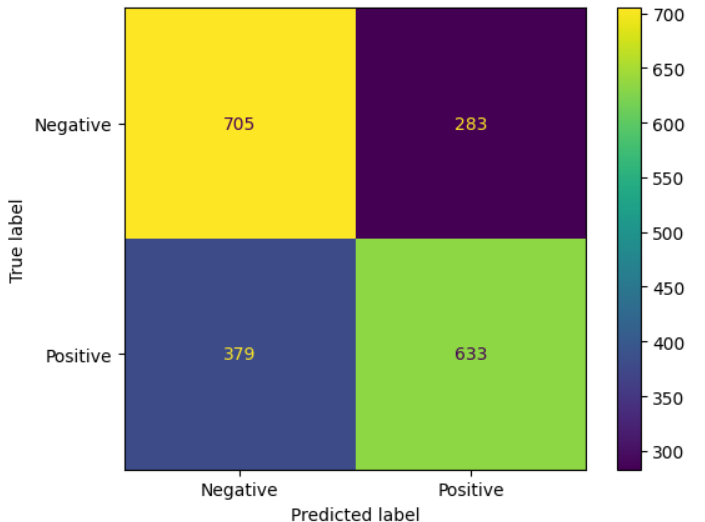 True label
Negative
705
283
Positive
379
633
Negative
Positive
Predicted label
700
650
600
550
500
450
400
350
300